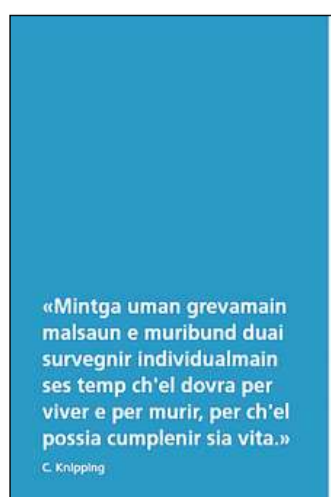 «Mintga uman grevamain
malsaun e muribund duai
survegnir individualmain
ses temp ch'el dovra per
viver e per murir, per ch'el
possia cumplenir sia vita.»
C. Knipping